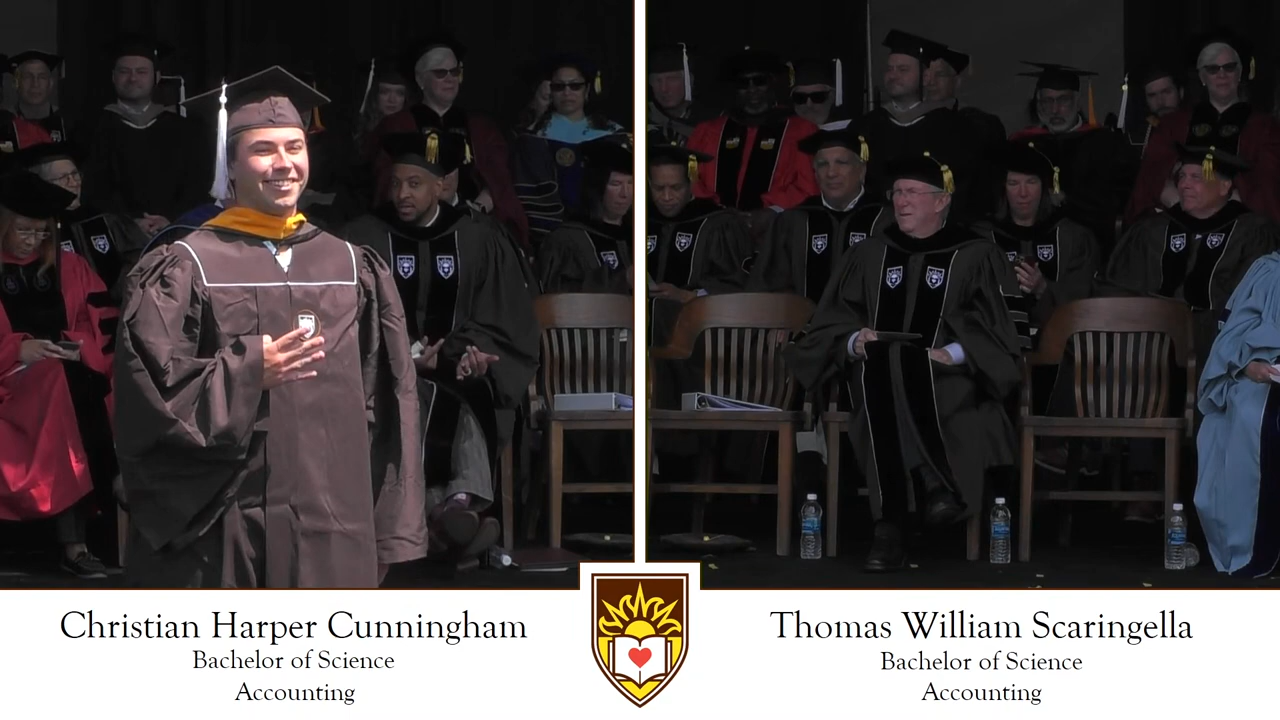 Christian Harper Cunningham
Bachelor of Science
Accounting
Thomas William Scaringella
Bachelor of Science
Accounting